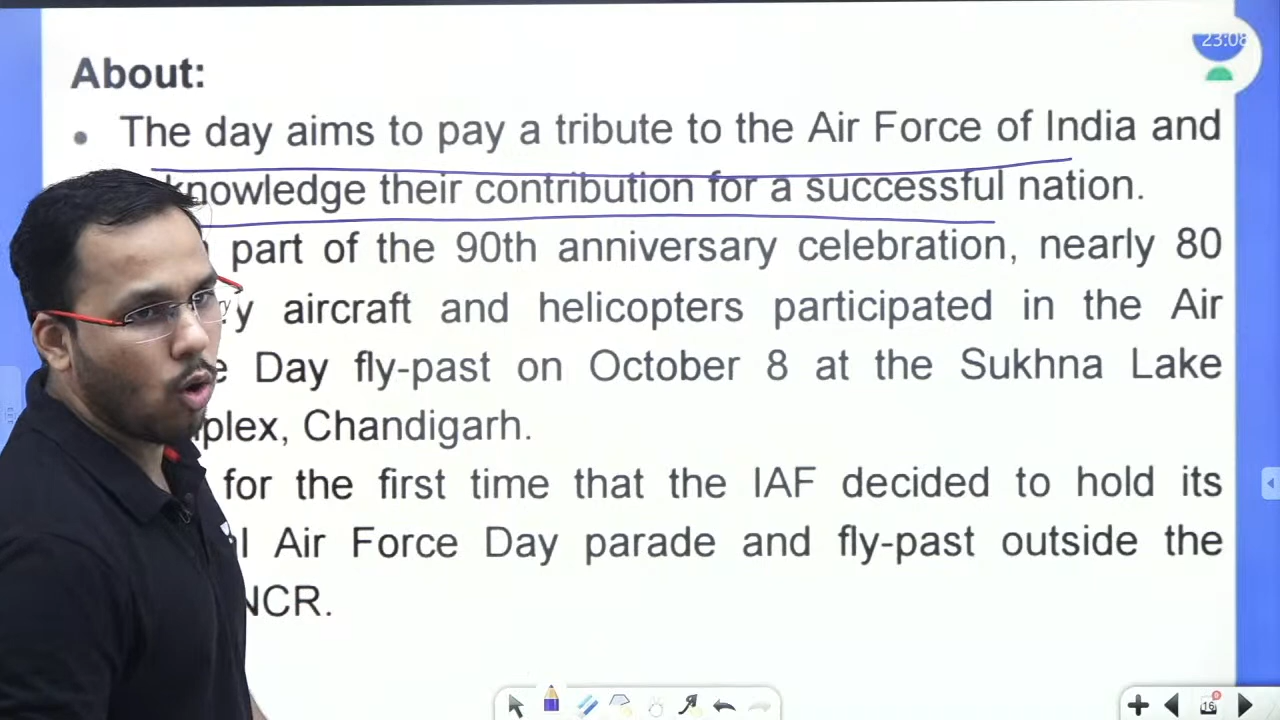 23:08
About:
• The day aims to pay a tribute to the Air Force of India and
knowledge their contribution for a successful nation.
part of the 90th anniversary celebration, nearly 80
y aircraft and helicopters participated in the Air
e Day fly-past on October 8 at the Sukhna Lake
plex, Chandigarh.
for the first time that the IAF decided to hold its
l Air Force Day parade and fly-past outside the
NCR.
16